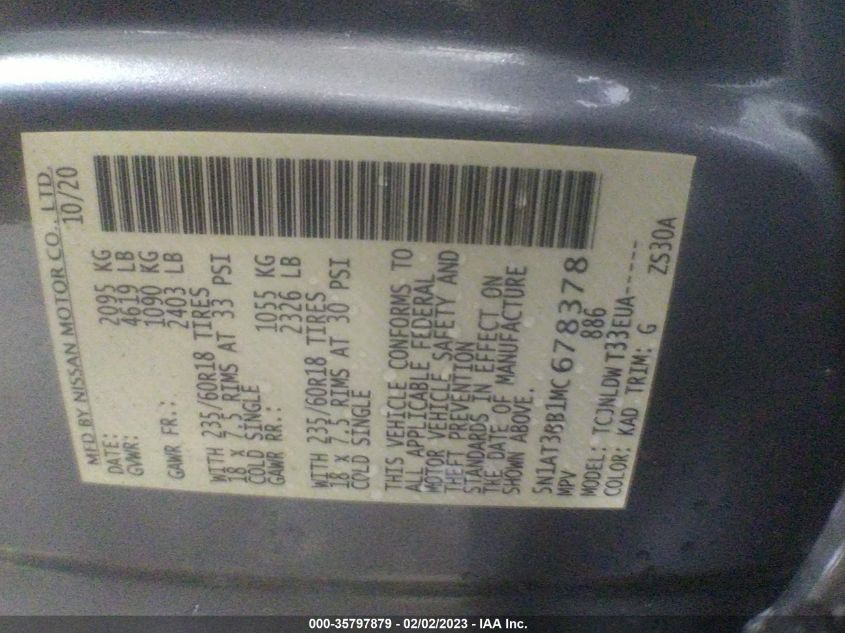 MFD BY NISSAN MOTOR CO., LTD.
DATE: 10/20
GVWR: 2095 KG
4619 LB
GAWR FR.: 1090 KG
2403 LB
WITH 235/60R18 TIRES
18 X 7.5 RIMS AT 33 PSI
COLD SINGLE
GAWR RR.: 1055 KG
2326 LB
WITH 235/60R18 TIRES
18 X 7.5 RIMS AT 30 PSI
COLD SINGLE
THIS VEHICLE CONFORMS TO
ALL APPLICABLE FEDERAL
MOTOR VEHICLE SAFETY AND
THEFT PREVENTION
STANDARDS IN EFFECT ON
THE DATE OF MANUFACTURE
SHOWN ABOVE.
5N1AT3BB1MC678378
MPV 886
MODEL: TCJNLDW T33EUA-----
COLOR: KAD TRIM: G ZS30A
000-35797879 - 02/02/2023 - IAA Inc.